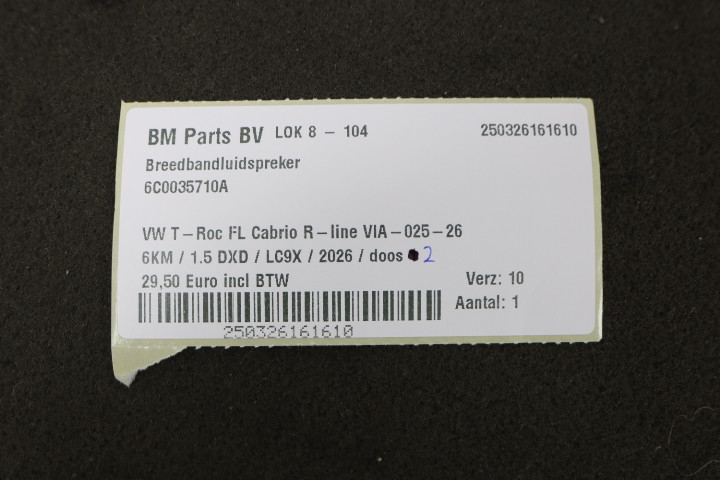 BM Parts BV LOK 8 - 104 250326161610
Breedbandluidspreker
6C0035710A
VW T-Roc FL Cabrio R-line VIA-025-26
6KM / 1.5 DXD / LC9X / 2026 / doos 2
29,50 Euro incl BTW Verz: 10
Aantal: 1
250326161610